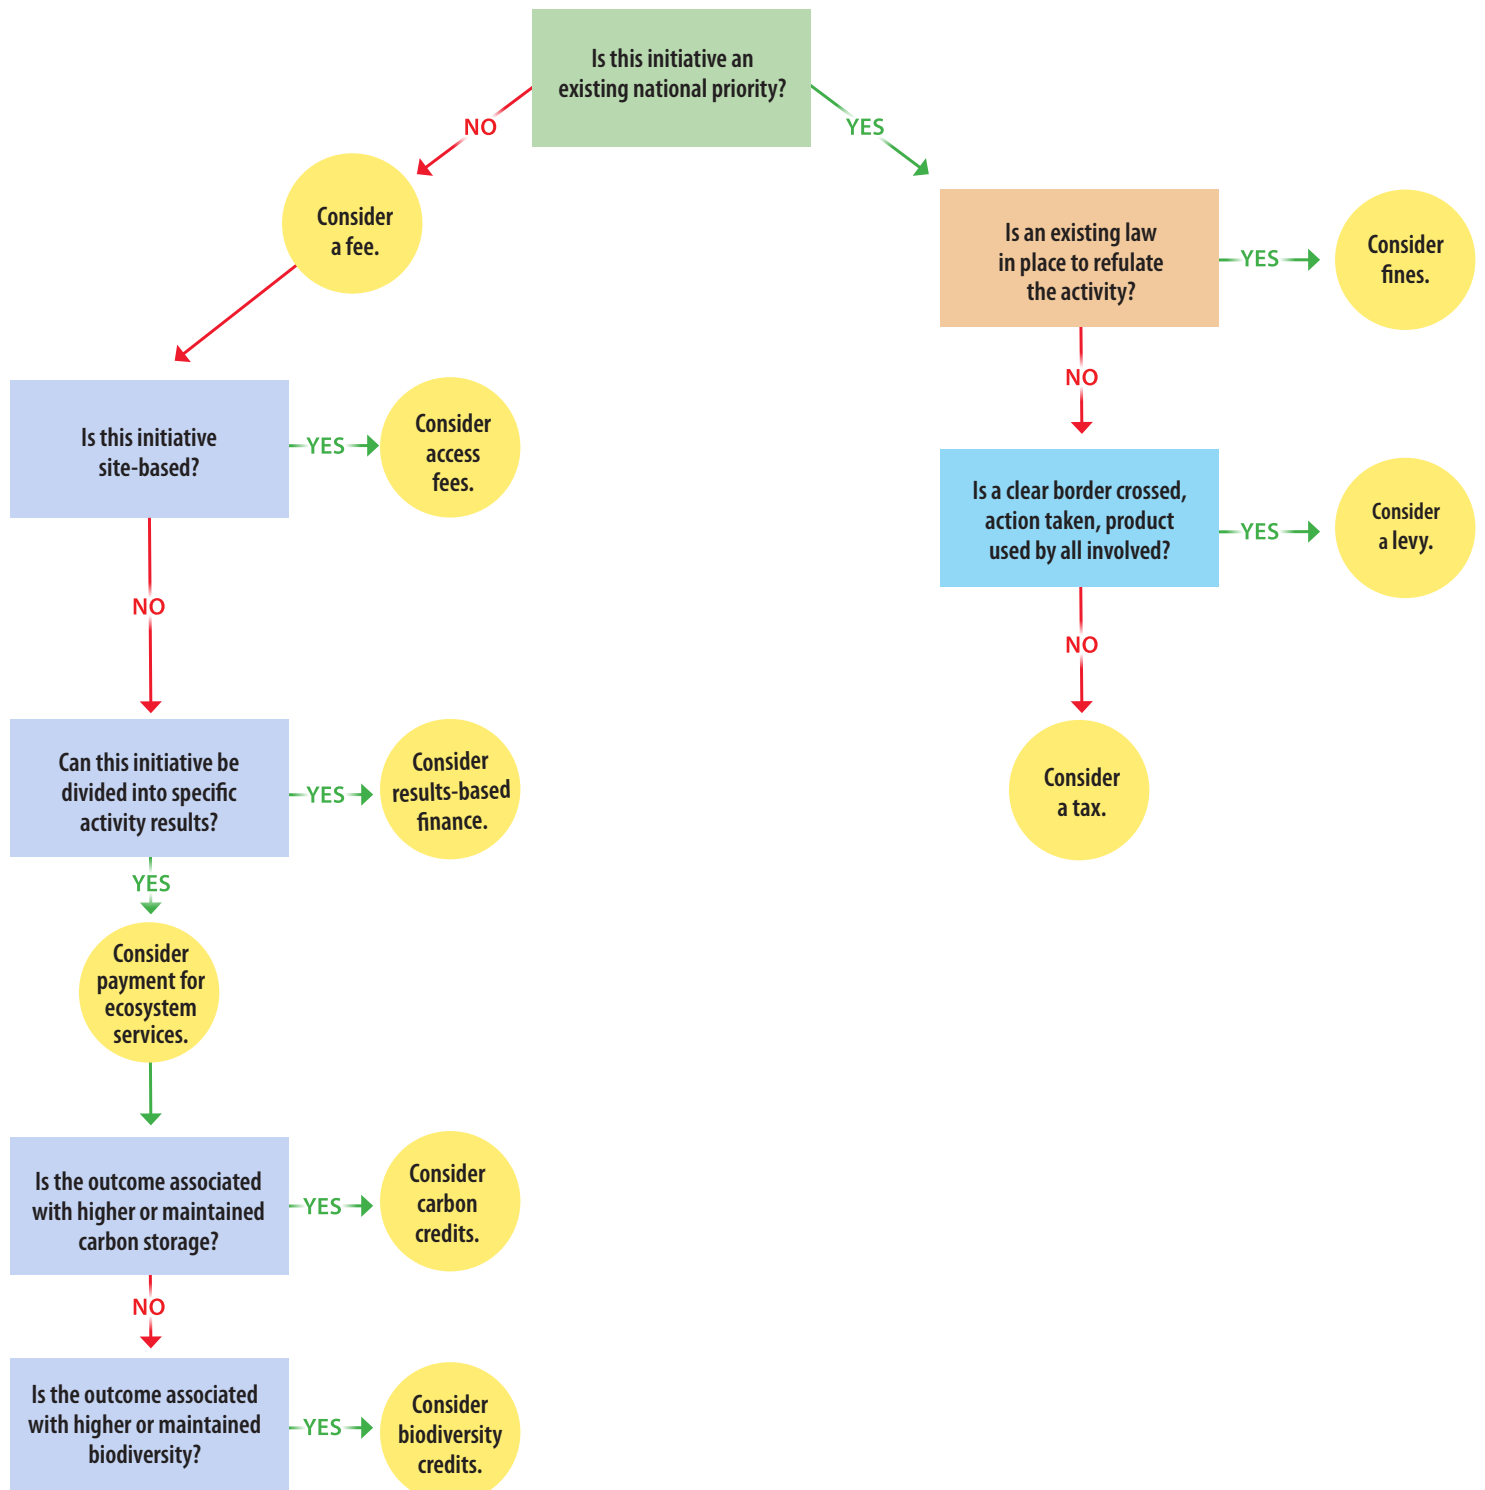 Is this initiative an
existing national priority?
NO
YES
Consider
a fee.
Is an existing law
in place to refulate
the activity?
YES
Consider
fines.
NO
Is this initiative
site-based?
YES
Consider
access
fees.
Is a clear border crossed,
action taken, product
used by all involved?
YES
Consider
a levy.
NO
NO
Can this initiative be
divided into specific
activity results?
YES
Consider
results-based
finance.
Consider
a tax.
YES
Consider
payment for
ecosystem
services.
Is the outcome associated
with higher or maintained
carbon storage?
YES
Consider
carbon
credits.
NO
Is the outcome associated
with higher or maintained
biodiversity?
YES
Consider
biodiversity
credits.